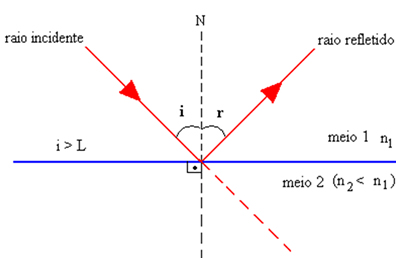 N
raio incidente
raio refletido
i r
i > L
meio 1 n₁
meio 2 (n₂ < n₁)